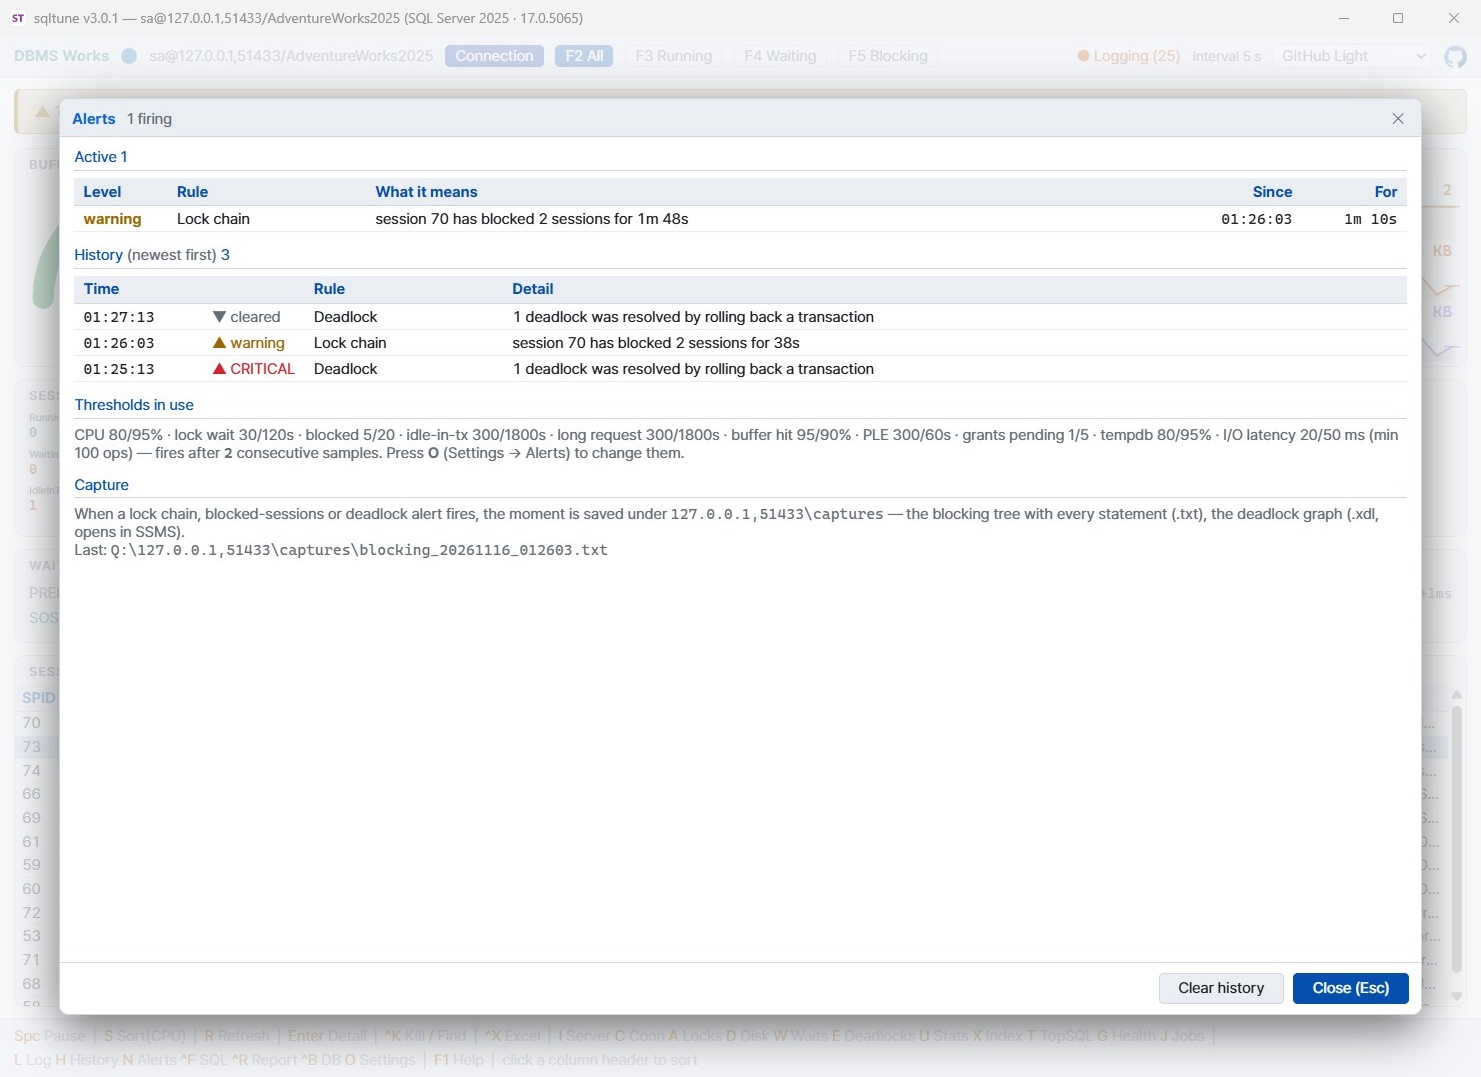 ST sqltune v3.0.1 — sa@127.0.0.1,51433/AdventureWorks2025 (SQL Server 2025 · 17.0.5065)
DBMS Works sa@127.0.0.1,51433/AdventureWorks2025 Connection F2 All F3 Running F4 Waiting F5 Blocking Logging (25) Interval 5 s GitHub Light
Alerts 1 firing
Active 1
Level Rule What it means Since For
warning Lock chain session 70 has blocked 2 sessions for 1m 48s 01:26:03 1m 10s
History (newest first) 3
Time Rule Detail
01:27:13 ▼ cleared Deadlock 1 deadlock was resolved by rolling back a transaction
01:26:03 ▲ warning Lock chain session 70 has blocked 2 sessions for 38s
01:25:13 ▲ CRITICAL Deadlock 1 deadlock was resolved by rolling back a transaction
Thresholds in use
CPU 80/95% · lock wait 30/120s · blocked 5/20 · idle-in-tx 300/1800s · long request 300/1800s · buffer hit 95/90% · PLE 300/60s · grants pending 1/5 · tempdb 80/95% · I/O latency 20/50 ms (min
100 ops) — fires after 2 consecutive samples. Press O (Settings → Alerts) to change them.
Capture
When a lock chain, blocked-sessions or deadlock alert fires, the moment is saved under 127.0.0.1,51433\captures — the blocking tree with every statement (.txt), the deadlock graph (.xdl,
opens in SSMS).
Last: Q:\127.0.0.1,51433\captures\blocking_20261116_012603.txt
Clear history Close (Esc)
2
KB
KB
0
0
1
SOS
+1ms
SPID
70
73
74
66
69
61
59
60
72
53
71
68
Spc Pause | S Sort(CPU) | R Refresh | Enter Detail | ^K Kill / Find | ^X Excel | I Server C Conn A Locks D Disk W Waits E Deadlocks U Stats X Index T TopSQL G Health J Jobs |
L Log H History N Alerts ^F SQL ^R Report ^B DB O Settings | F1 Help | click a column header to sort